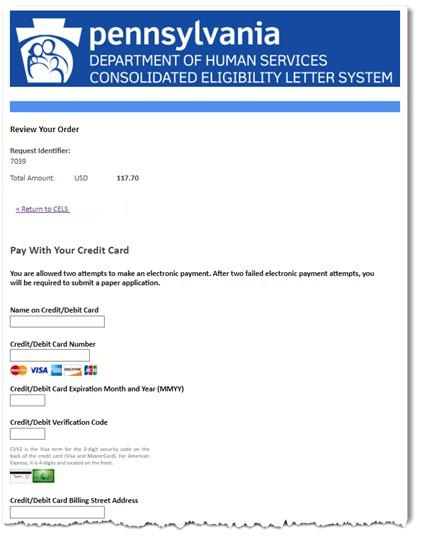 pennsylvania
DEPARTMENT OF HUMAN SERVICES
CONSOLIDATED ELIGIBILITY LETTER SYSTEM
Review Your Order
Request Identifier:
7039
Total Amount: USD 117.70
« Return to CELS
Pay With Your Credit Card
You are allowed two attempts to make an electronic payment. After two failed electronic payment attempts, you
will be required to submit a paper application.
Name on Credit/Debit Card
Credit/Debit Card Number
VISA DISCOVER JCB
Credit/Debit Card Expiration Month and Year (MMYY)
Credit/Debit Verification Code
CVV2 is the Visa term for the 3-digit security code on the
back of the credit card (Visa and MasterCard). For American
Express, it is 4-digits and located on the front.
Credit/Debit Card Billing Street Address